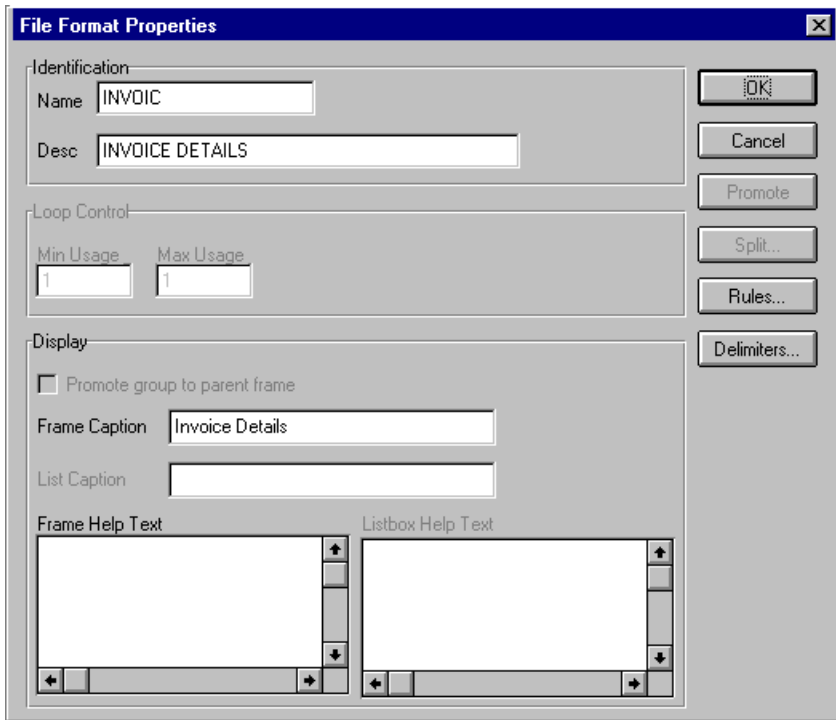 File Format Properties
Identification
Name INVOIC
Desc INVOICE DETAILS
OK
Cancel
Promote
Split...
Rules...
Delimiters...
Loop Control
Min Usage Max Usage
1 1
Display
Promote group to parent frame
Frame Caption Invoice Details
List Caption
Frame Help Text Listbox Help Text